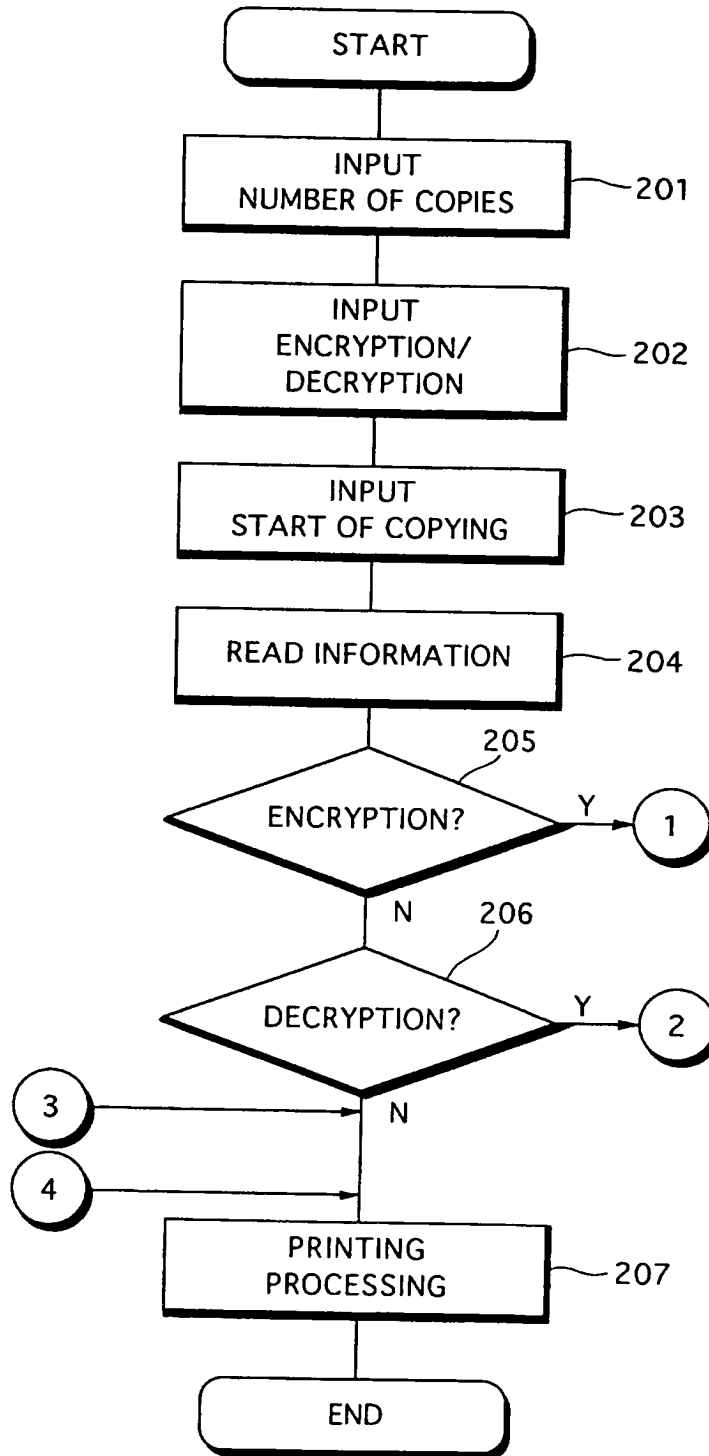 START
INPUT
NUMBER OF COPIES
201
INPUT
ENCRYPTION/
DECRYPTION
202
INPUT
START OF COPYING
203
READ INFORMATION
204
205
ENCRYPTION?
Y
1
N
206
DECRYPTION?
Y
2
3
N
4
PRINTING
PROCESSING
207
END